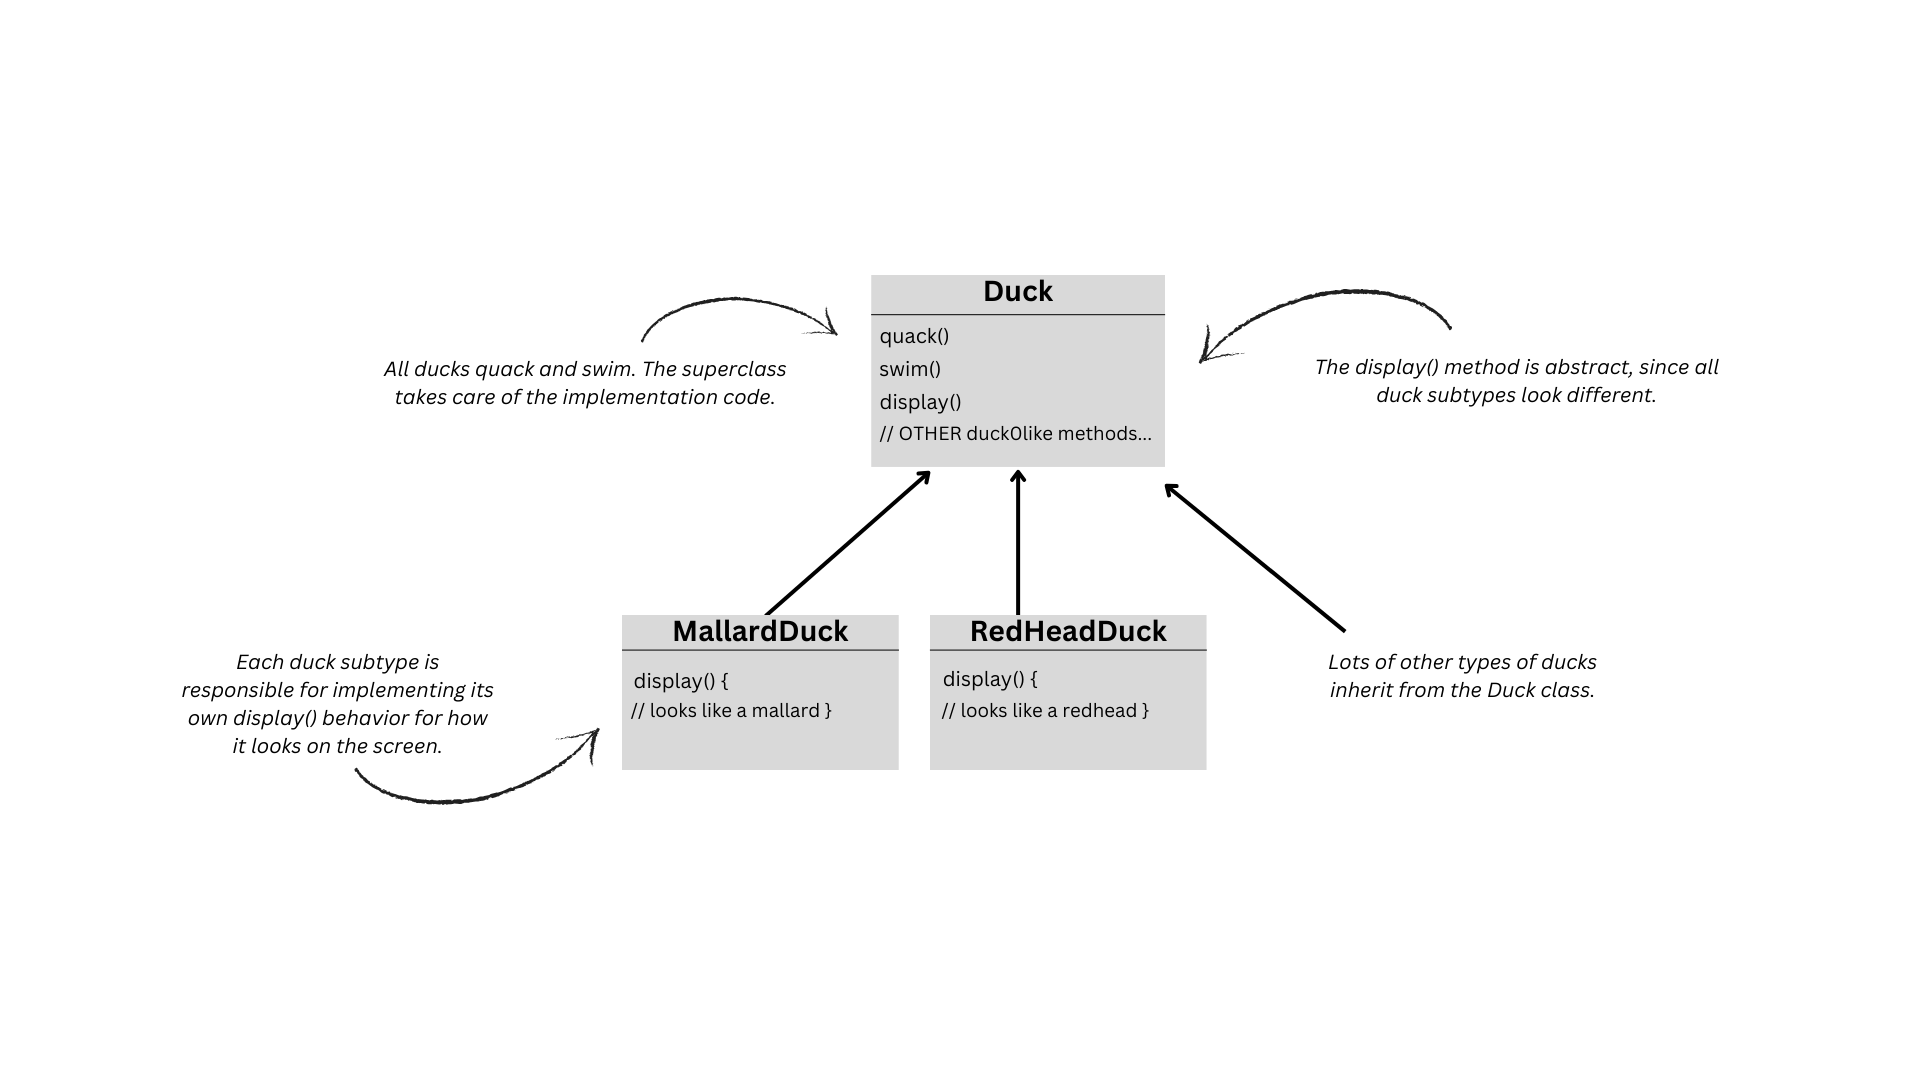 Duck
quack()
swim()
display()
// OTHER duck0like methods...
All ducks quack and swim. The superclass
takes care of the implementation code.
The display() method is abstract, since all
duck subtypes look different.
MallardDuck
display() {
// looks like a mallard }
RedHeadDuck
display() {
// looks like a redhead }
Each duck subtype is
responsible for implementing its
own display() behavior for how
it looks on the screen.
Lots of other types of ducks
inherit from the Duck class.